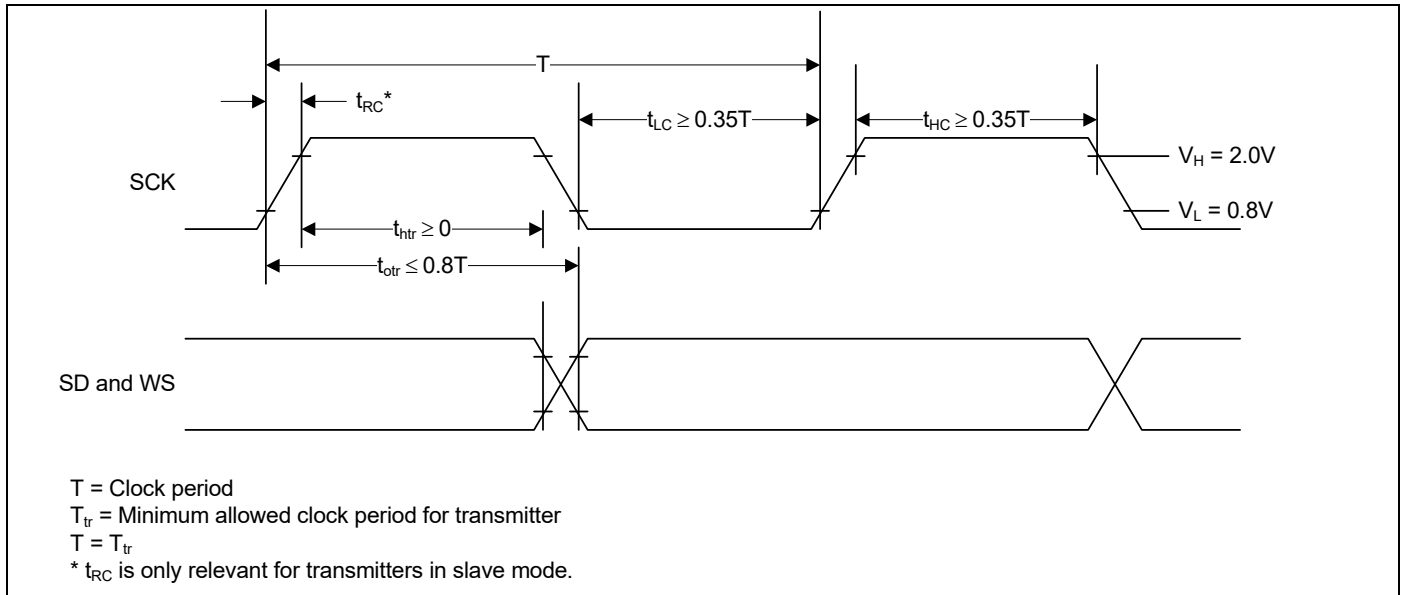 T
tRC*
tLC ≥ 0.35T
tHC ≥ 0.35T
VH = 2.0V
SCK
VL = 0.8V
thtr ≥ 0
totr ≤ 0.8T
SD and WS
T = Clock period
Ttr = Minimum allowed clock period for transmitter
T = Ttr
* tRC is only relevant for transmitters in slave mode.